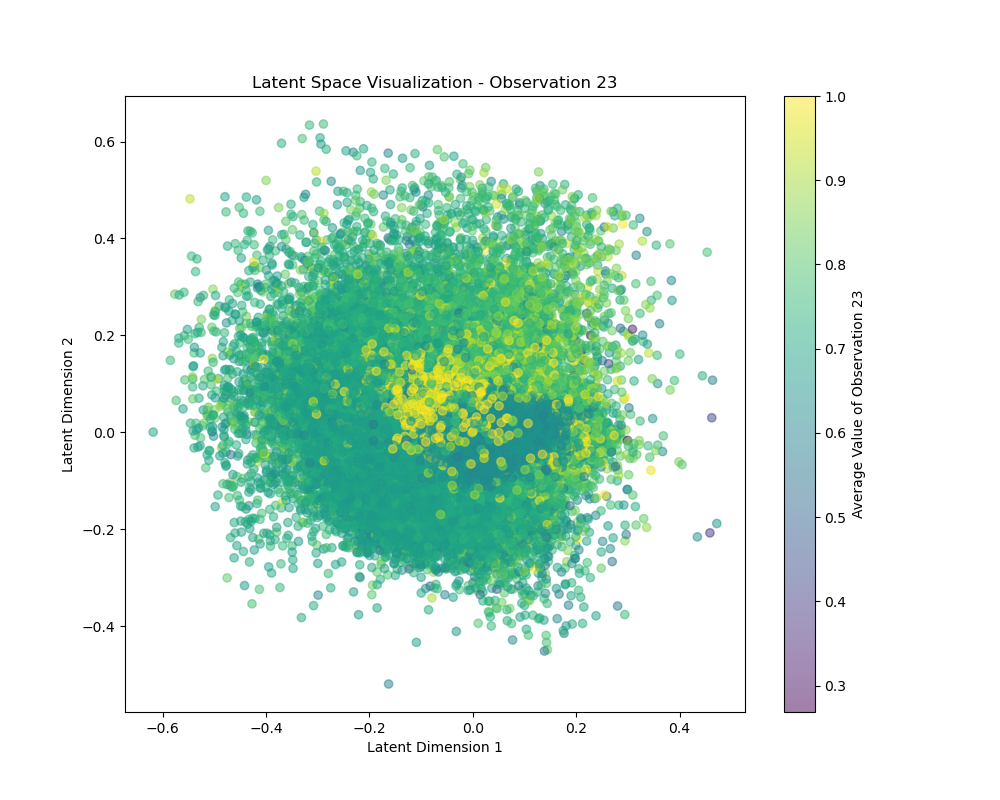 Latent Space Visualization - Observation 23
1.0
0.9
0.8
0.7
0.6
0.5
0.4
0.3
Average Value of Observation 23
0.6
0.4
0.2
0.0
−0.2
−0.4
Latent Dimension 2
−0.6 −0.4 −0.2 0.0 0.2 0.4
Latent Dimension 1